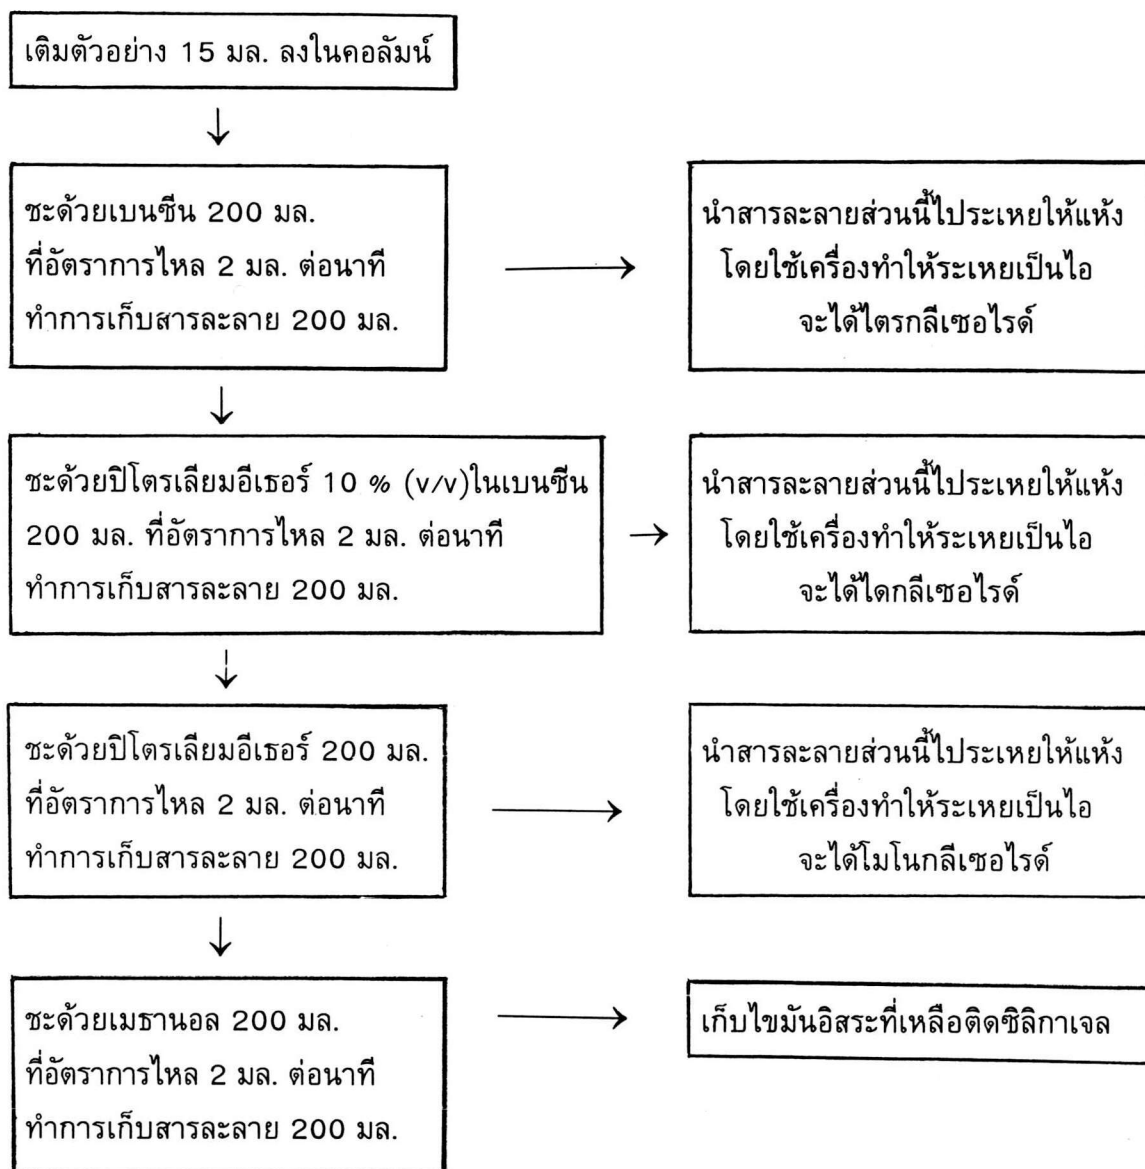 เติมตัวอย่าง 15 มล. ลงในคอลัมน์
ชะด้วยเบนซีน 200 มล.
ที่อัตราการไหล 2 มล. ต่อนาที
ทำการเก็บสารละลาย 200 มล.
นำสารละลายส่วนนี้ไประเหยให้แห้ง
โดยใช้เครื่องทำให้ระเหยเป็นไอ
จะได้ไตรกลีเซอไรด์
ชะด้วยปิโตรเลียมอีเธอร์ 10 % (v/v)ในเบนซีน
200 มล. ที่อัตราการไหล 2 มล. ต่อนาที
ทำการเก็บสารละลาย 200 มล.
นำสารละลายส่วนนี้ไประเหยให้แห้ง
โดยใช้เครื่องทำให้ระเหยเป็นไอ
จะได้ไดกลีเซอไรด์
ชะด้วยปิโตรเลียมอีเธอร์ 200 มล.
ที่อัตราการไหล 2 มล. ต่อนาที
ทำการเก็บสารละลาย 200 มล.
นำสารละลายส่วนนี้ไประเหยให้แห้ง
โดยใช้เครื่องทำให้ระเหยเป็นไอ
จะได้โมโนกลีเซอไรด์
ชะด้วยเมธานอล 200 มล.
ที่อัตราการไหล 2 มล. ต่อนาที
ทำการเก็บสารละลาย 200 มล.
เก็บไขมันอิสระที่เหลือติดซิลิกาเจล